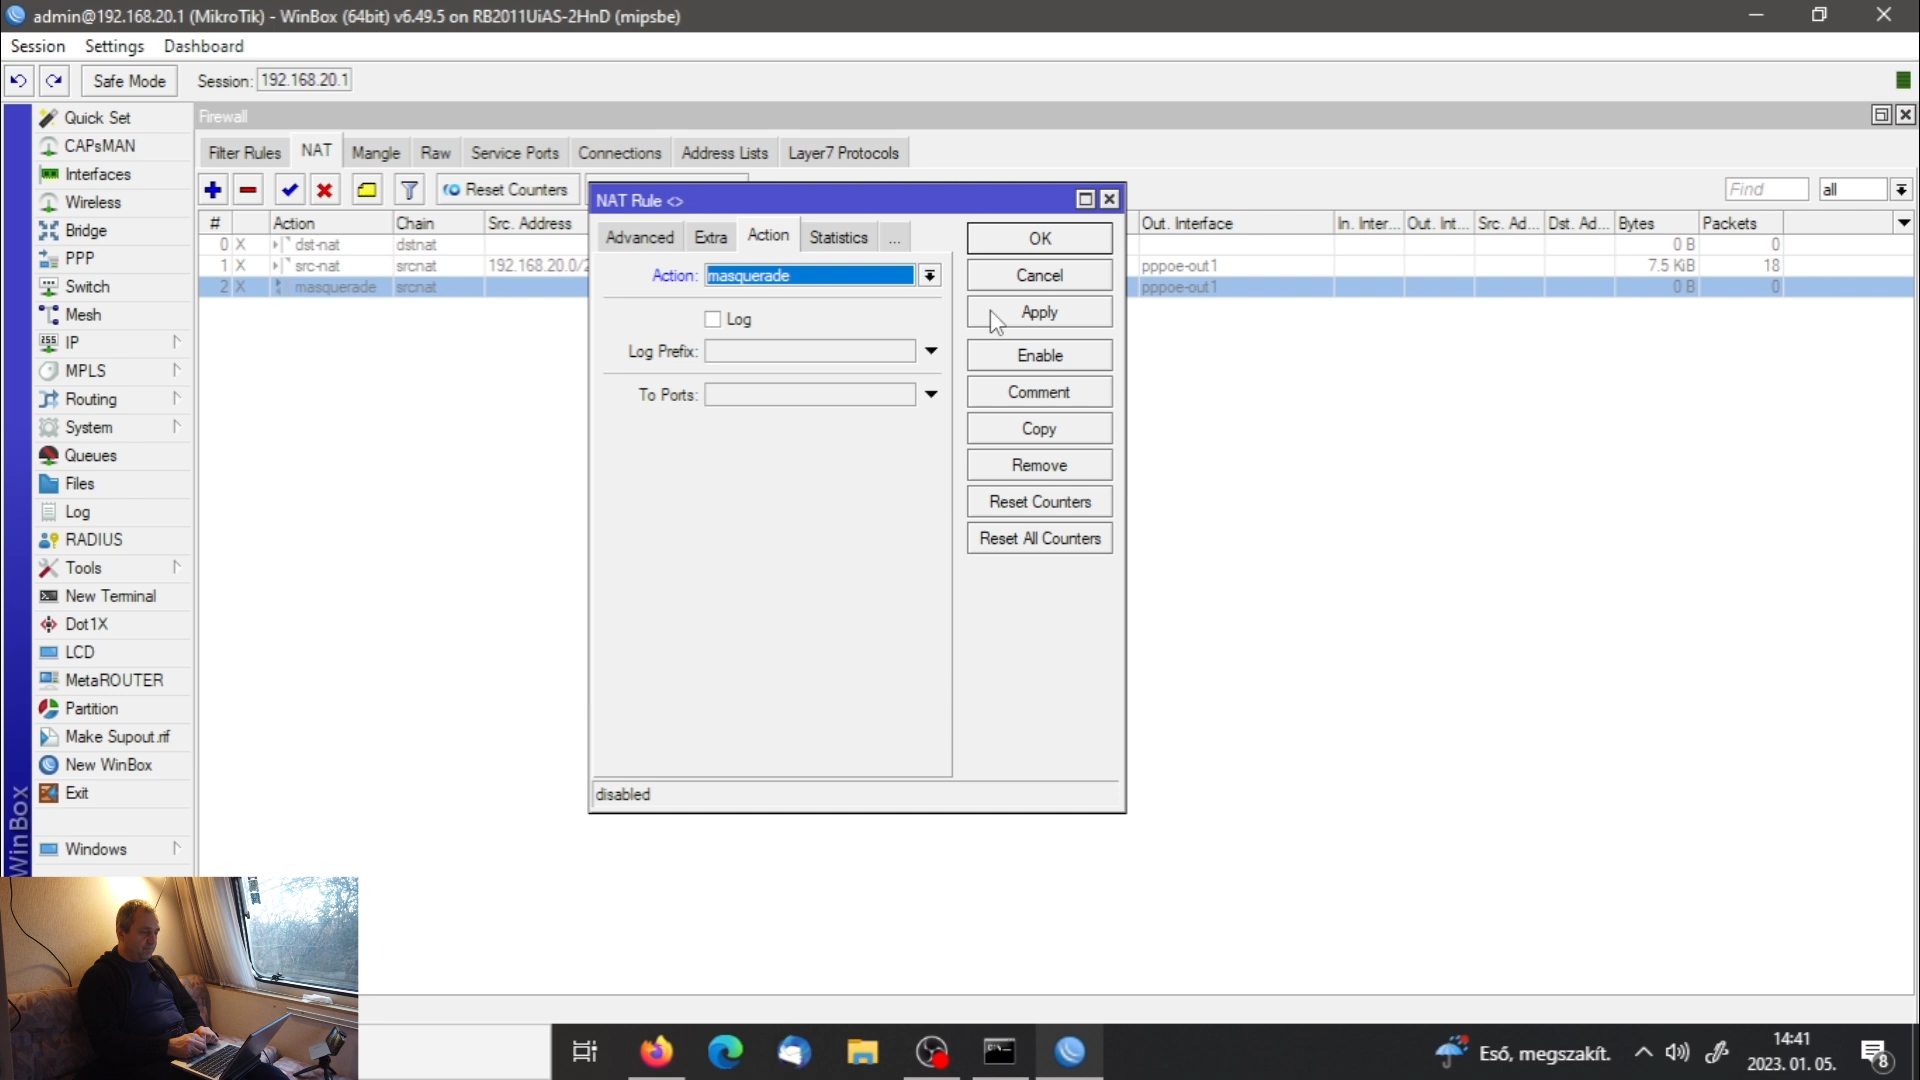 admin@192.168.20.1 (MikroTik) - WinBox (64bit) v6.49.5 on RB2011UiAS-2HnD (mipsbe)
Session Settings Dashboard
Safe Mode Session: 192.168.20.1
Quick Set
CAPsMAN
Interfaces
Wireless
Bridge
PPP
Switch
Mesh
IP
MPLS
Routing
System
Queues
Files
Log
RADIUS
Tools
New Terminal
Dot1X
LCD
MetaROUTER
Partition
Make Supout.rif
New WinBox
Exit
Windows
WinBox
Firewall
Filter Rules NAT Mangle Raw Service Ports Connections Address Lists Layer7 Protocols
Reset Counters
Find all
# Action Chain Src. Address Out. Interface In. Inter... Out. Int... Src. Ad... Dst. Ad... Bytes Packets
0 X dst-nat dstnat 0 B 0
1 X src-nat srcnat 192.168.20.0/2 pppoe-out1 7.5 KiB 18
2 X masquerade srcnat pppoe-out1 0 B 0
NAT Rule <>
Advanced Extra Action Statistics ...
Action: masquerade
Log
Log Prefix:
To Ports:
OK
Cancel
Apply
Enable
Comment
Copy
Remove
Reset Counters
Reset All Counters
disabled
Eső, megszakít.
14:41
2023. 01. 05.
8